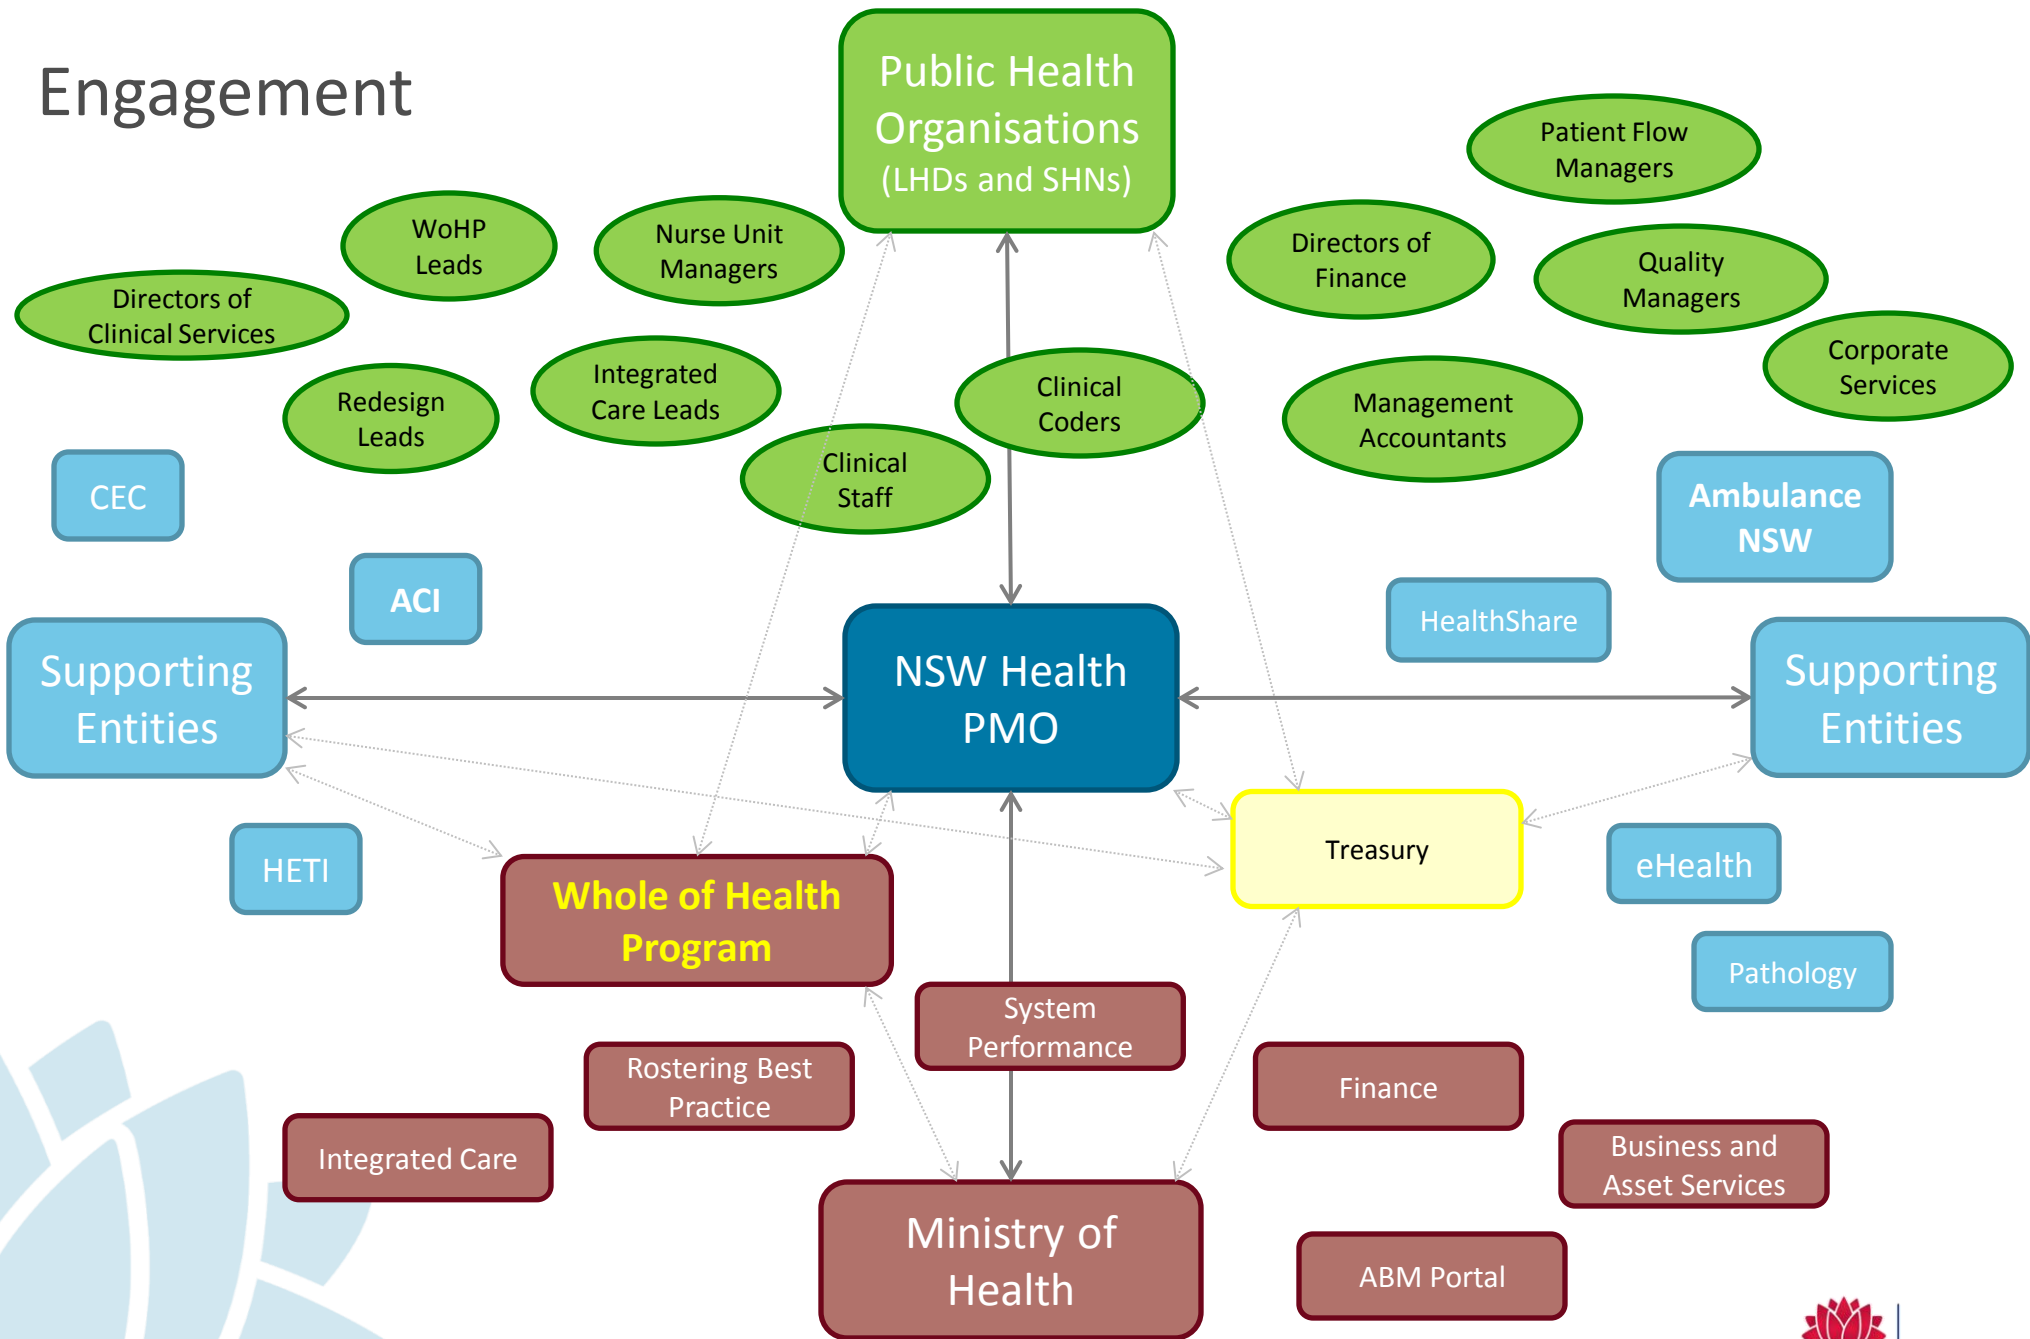 Engagement
Public Health
Organisations
(LHDs and SHNs)
Patient Flow
Managers
WoHP
Leads
Nurse Unit
Managers
Directors of
Finance
Quality
Managers
Directors of
Clinical Services
Corporate
Services
Redesign
Leads
Integrated
Care Leads
Clinical
Coders
Management
Accountants
Clinical
Staff
CEC
Ambulance
NSW
ACI
HealthShare
Supporting
Entities
NSW Health
PMO
Supporting
Entities
Treasury
HETI
Whole of Health
Program
eHealth
Pathology
System
Performance
Rostering Best
Practice
Finance
Integrated Care
Business and
Asset Services
Ministry of
Health
ABM Portal